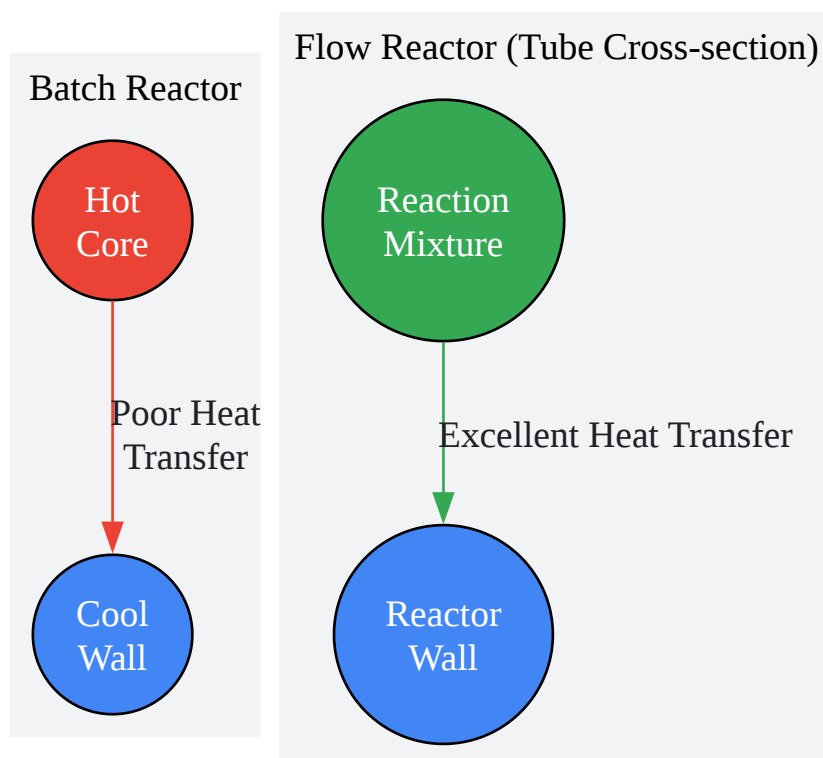 Batch Reactor
Hot
Core
Poor Heat
Transfer
Cool
Wall
Flow Reactor (Tube Cross-section)
Reaction
Mixture
Excellent Heat Transfer
Reactor
Wall